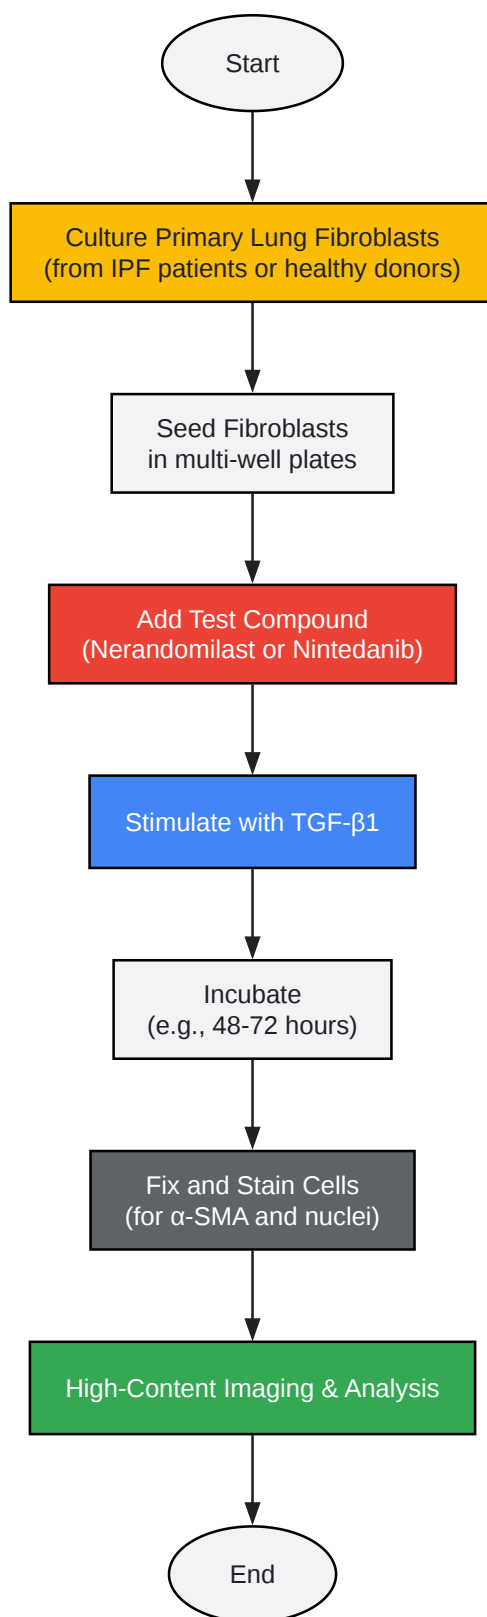 Start
Culture Primary Lung Fibroblasts
(from IPF patients or healthy donors)
Seed Fibroblasts
in multi-well plates
Add Test Compound
(Nerandomilast or Nintedanib)
Stimulate with TGF-β1
Incubate
(e.g., 48-72 hours)
Fix and Stain Cells
(for α-SMA and nuclei)
High-Content Imaging & Analysis
End